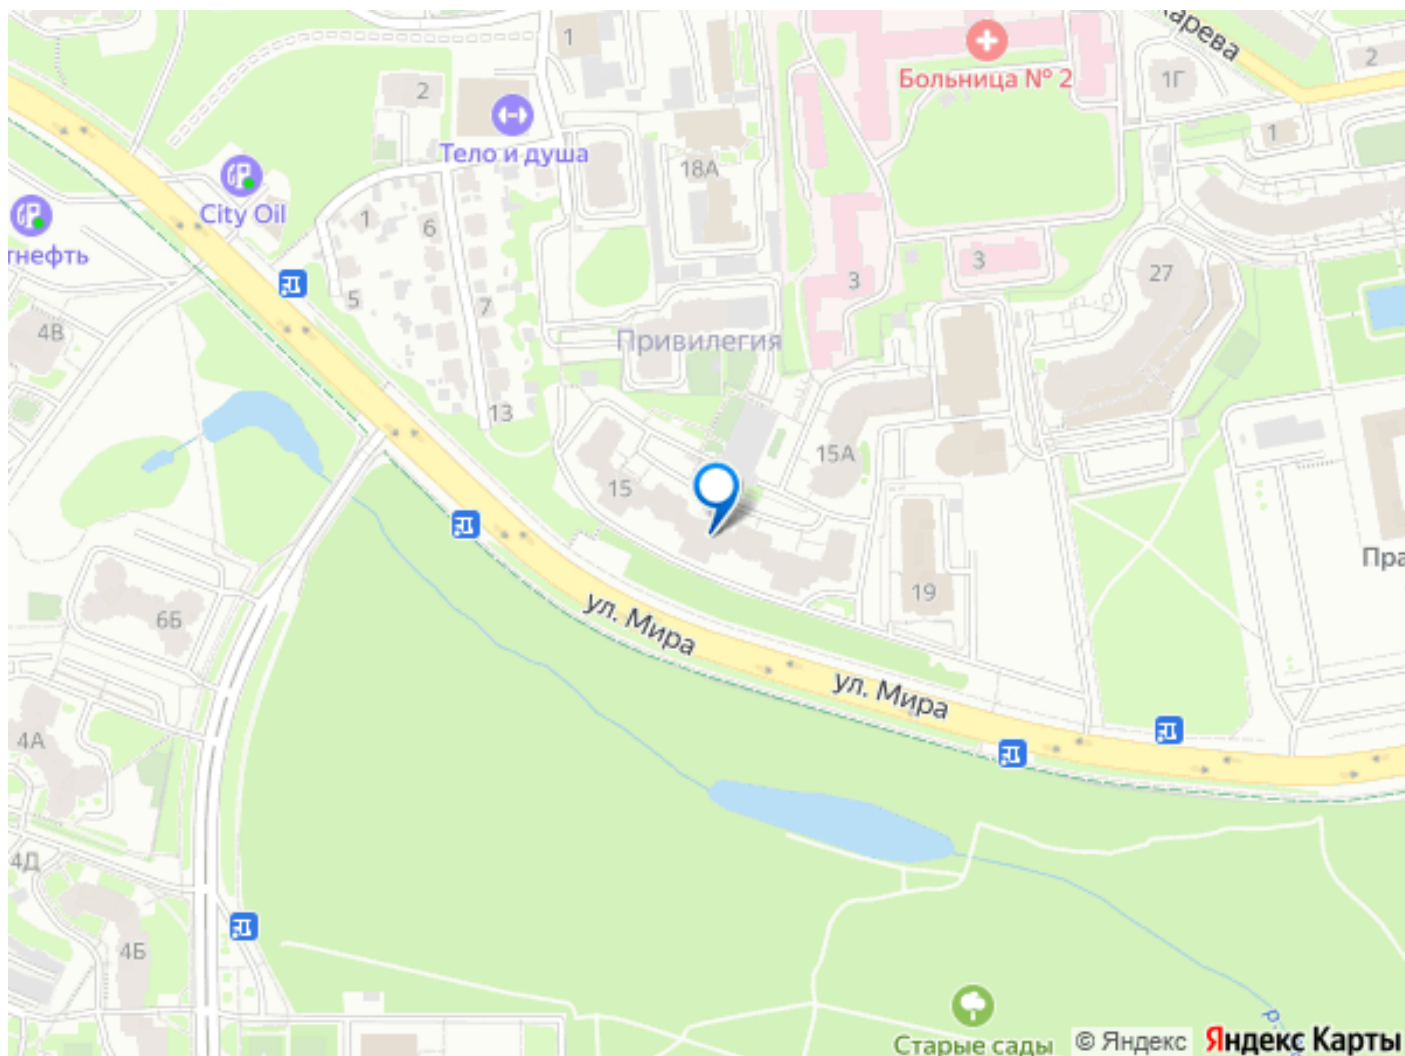 карева
1
Больница № 2
1Г
2
2
Тело и душа
1
18А
City Oil
1
6
тнефть
3
3
27
5
7
4В
Привилегия
13
15А
15
Пра
19
6Б
ул. Мира
ул. Мира
4А
4Д
4Б
р.
Старые сады
© Яндекс
Яндекс Карты